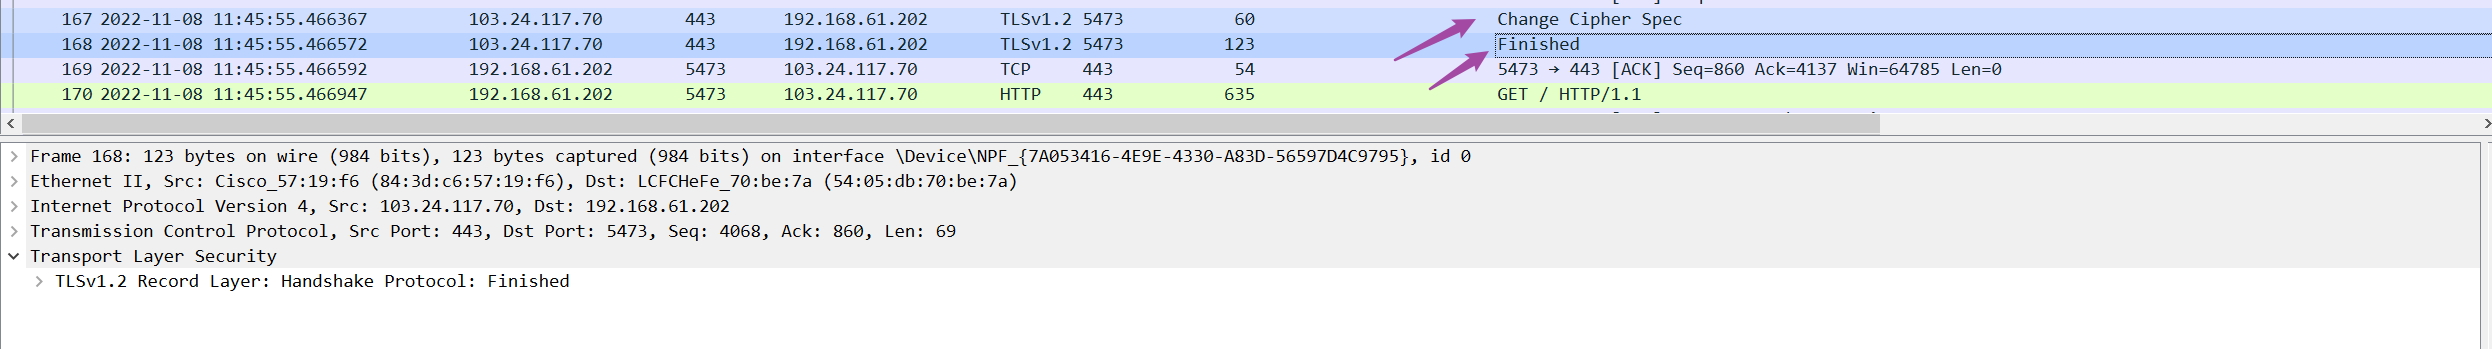 167 2022-11-08 11:45:55.466367 103.24.117.70 443 192.168.61.202 TLSv1.2 5473 60 Change Cipher Spec
168 2022-11-08 11:45:55.466572 103.24.117.70 443 192.168.61.202 TLSv1.2 5473 123 Finished
169 2022-11-08 11:45:55.466592 192.168.61.202 5473 103.24.117.70 TCP 443 54 5473 → 443 [ACK] Seq=860 Ack=4137 Win=64785 Len=0
170 2022-11-08 11:45:55.466947 192.168.61.202 5473 103.24.117.70 HTTP 443 635 GET / HTTP/1.1
Frame 168: 123 bytes on wire (984 bits), 123 bytes captured (984 bits) on interface \Device\NPF_{7A053416-4E9E-4330-A83D-56597D4C9795}, id 0
Ethernet II, Src: Cisco_57:19:f6 (84:3d:c6:57:19:f6), Dst: LCFCHeFe_70:be:7a (54:05:db:70:be:7a)
Internet Protocol Version 4, Src: 103.24.117.70, Dst: 192.168.61.202
Transmission Control Protocol, Src Port: 443, Dst Port: 5473, Seq: 4068, Ack: 860, Len: 69
Transport Layer Security
TLSv1.2 Record Layer: Handshake Protocol: Finished